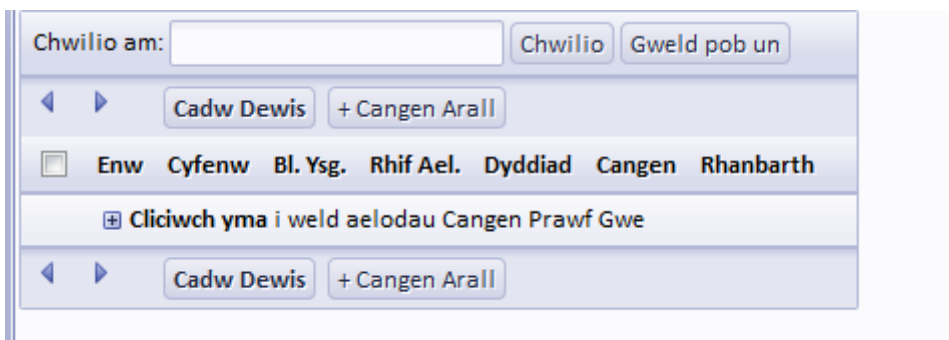 Chwilio am: Chwilio Gweld pob un
Cadw Dewis + Cangen Arall
Enw Cyfenw Bl. Ysg. Rhif Ael. Dyddiad Cangen Rhanbarth
Cliciwch yma i weld aelodau Cangen Prawf Gwe
Cadw Dewis + Cangen Arall